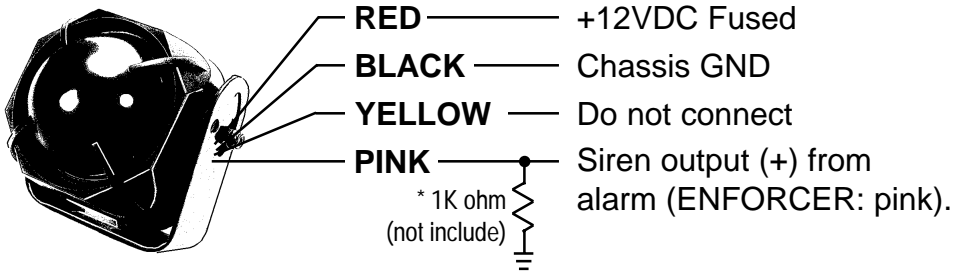 RED +12VDC Fused
BLACK Chassis GND
YELLOW Do not connect
PINK Siren output (+) from
* 1K ohm alarm (ENFORCER: pink).
(not include)